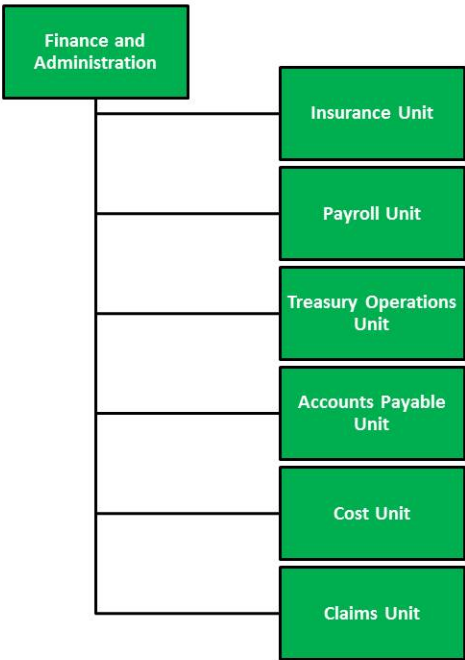 Finance and
Administration
Insurance Unit
Payroll Unit
Treasury Operations
Unit
Accounts Payable
Unit
Cost Unit
Claims Unit